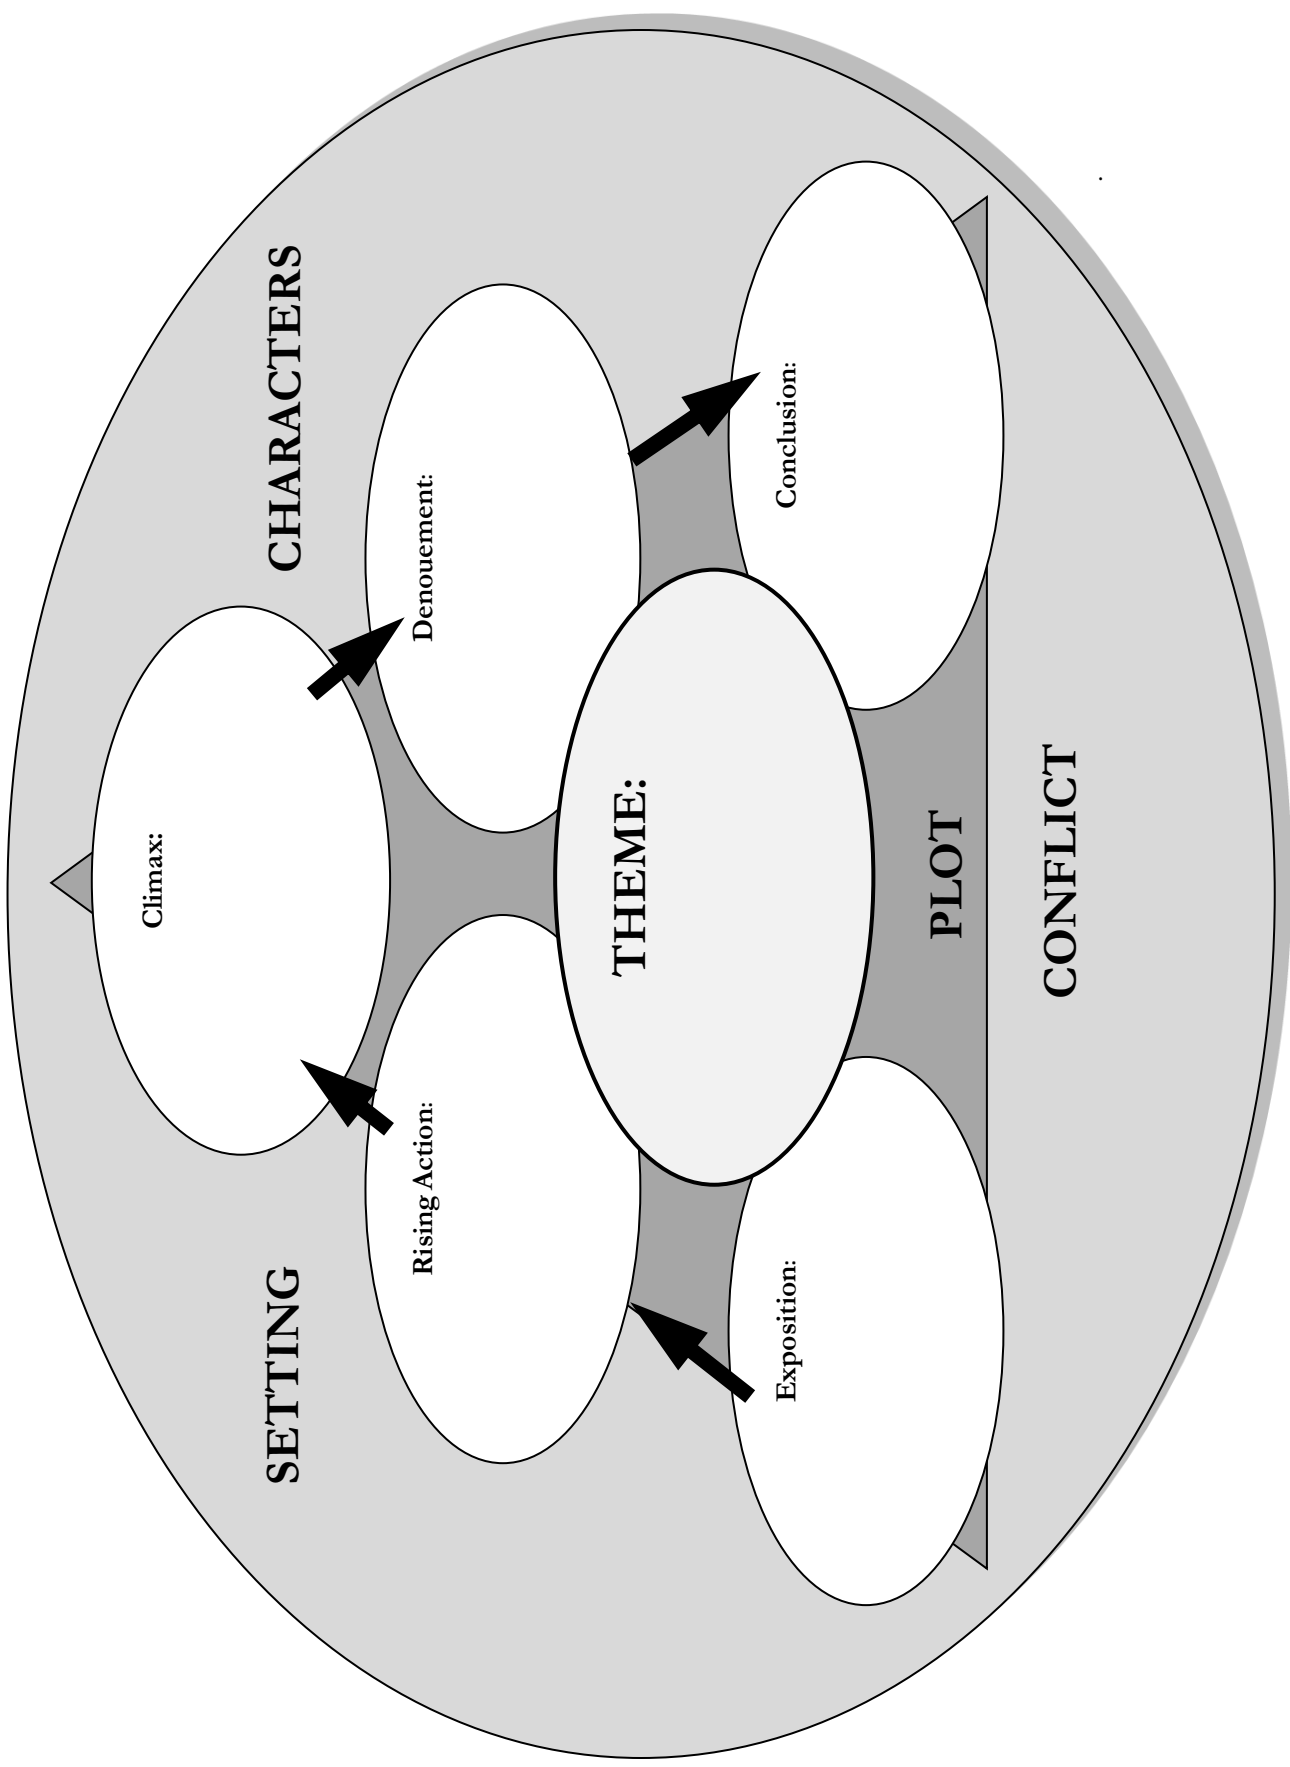 Climax:
SETTING
CHARACTERS
Rising Action:
Denouement:
THEME:
Exposition:
Conclusion:
PLOT
CONFLICT